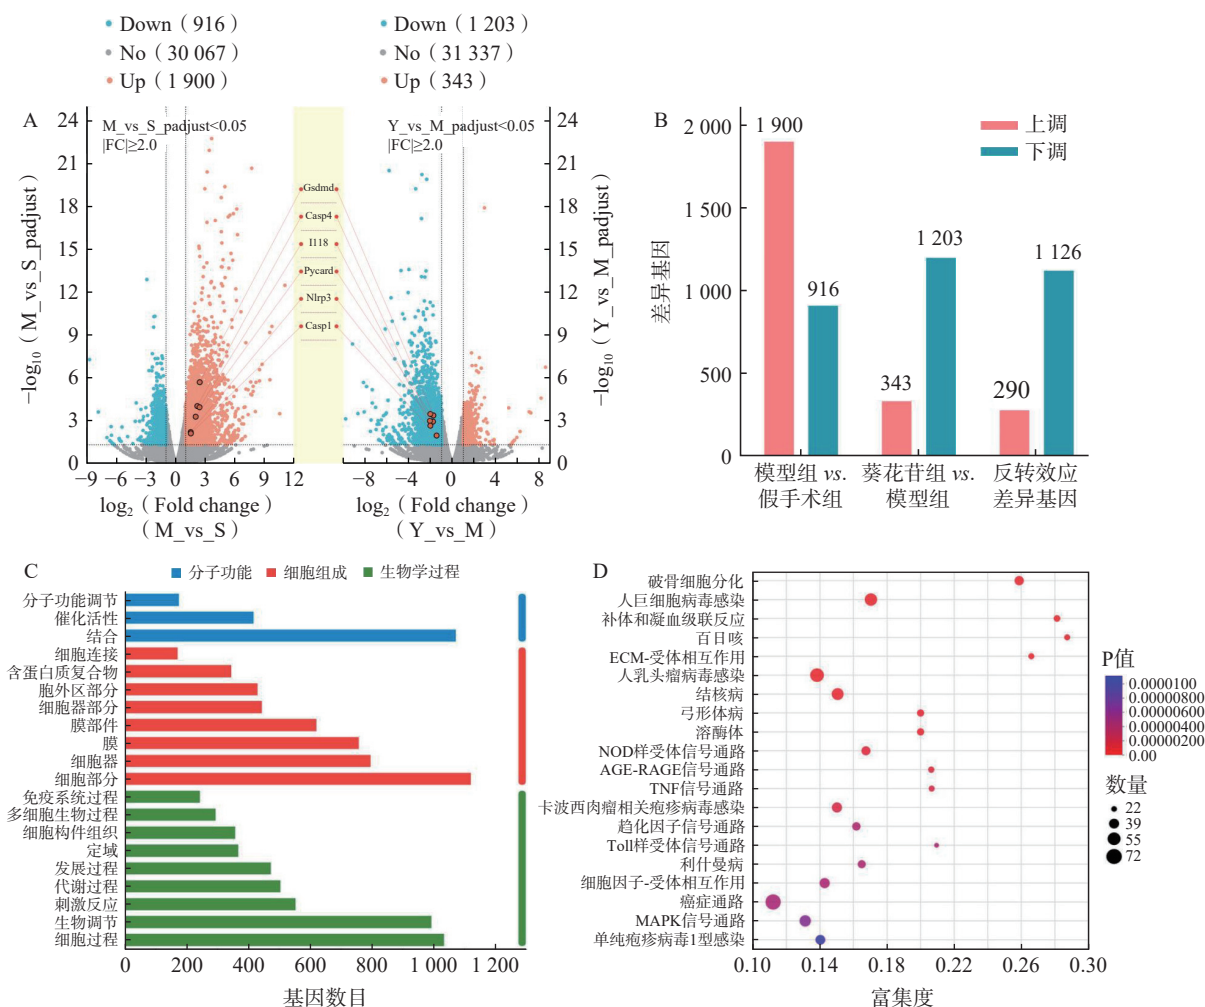 Down（916） Down（1 203）
No（30 067） No（31 337）
Up（1 900） Up（343）
A
M_vs_S_padjust<0.05
|FC|≥2.0
Y_vs_M_padjust<0.05
|FC|≥2.0
−log₁₀（M_vs_S_padjust）
24
21
18
15
12
9
6
3
0
−9 −6 −3 0 3 6 9 12
log₂（Fold change）
（M_vs_S）
Gsdmd
Casp4
I118
Pycard
Nlrp3
Casp1
24
21
18
15
12
9
6
3
0
−log₁₀（Y_vs_M_padjust）
−8 −4 0 4 8
log₂（Fold change）
（Y_vs_M）
B
上调
下调
差异基因
2 000
1 500
1 000
500
0
1 900
916
343
1 203
290
1 126
模型组 vs. 葵花苷组 vs. 反转效应
假手术组 模型组 差异基因
C
分子功能 细胞组成 生物学过程
分子功能调节
催化活性
结合
细胞连接
含蛋白质复合物
胞外区部分
细胞器部分
膜部件
膜
细胞器
细胞部分
免疫系统过程
多细胞生物过程
细胞构件组织
定域
发展过程
代谢过程
刺激反应
生物调节
细胞过程
0 200 400 600 800 1 000 1 200
基因数目
D
破骨细胞分化
人巨细胞病毒感染
补体和凝血级联反应
百日咳
ECM-受体相互作用
人乳头瘤病毒感染
结核病
弓形体病
溶酶体
NOD样受体信号通路
AGE-RAGE信号通路
TNF信号通路
卡波西肉瘤相关疱疹病毒感染
趋化因子信号通路
Toll样受体信号通路
利什曼病
细胞因子-受体相互作用
癌症通路
MAPK信号通路
单纯疱疹病毒1型感染
0.10 0.14 0.18 0.22 0.26 0.30
富集度
P值
0.0000100
0.00000800
0.00000600
0.00000200
0.00
数量
22
39
55
72